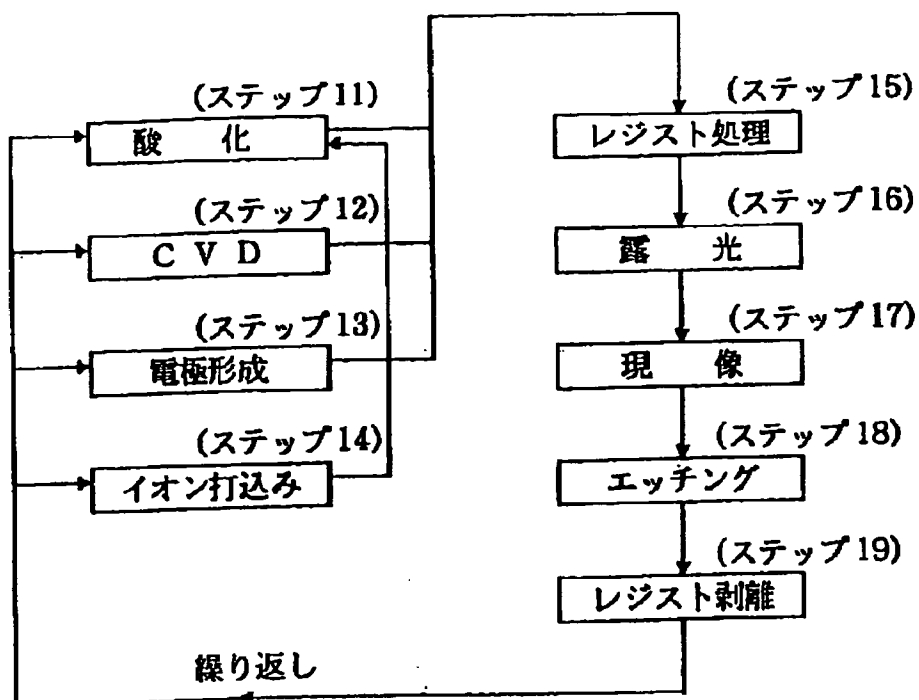 (ステップ11)
酸 化
(ステップ12)
C V D
(ステップ13)
電極形成
(ステップ14)
イオン打込み
(ステップ15)
レジスト処理
(ステップ16)
露 光
(ステップ17)
現 像
(ステップ18)
エッチング
(ステップ19)
レジスト剥離
繰り返し